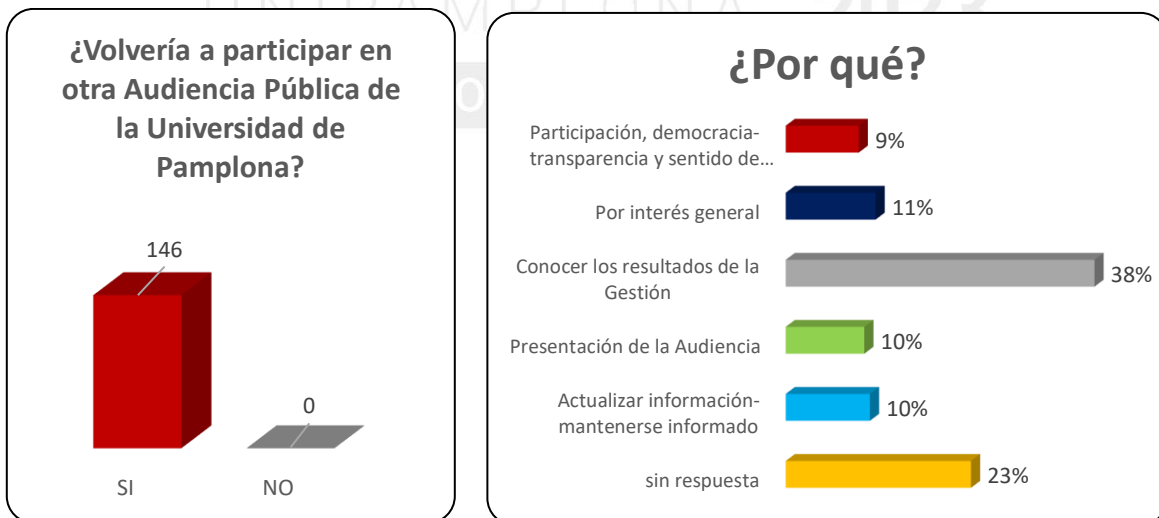 UNIPAMPLONA 2023
¿Volvería a participar en
otra Audiencia Pública de
la Universidad de
Pamplona?
146
0
SI
NO
¿Por qué?
Participación, democracia-
transparencia y sentido de...
9%
Por interés general
11%
Conocer los resultados de la
Gestión
38%
Presentación de la Audiencia
10%
Actualizar información-
mantenerse informado
10%
sin respuesta
23%